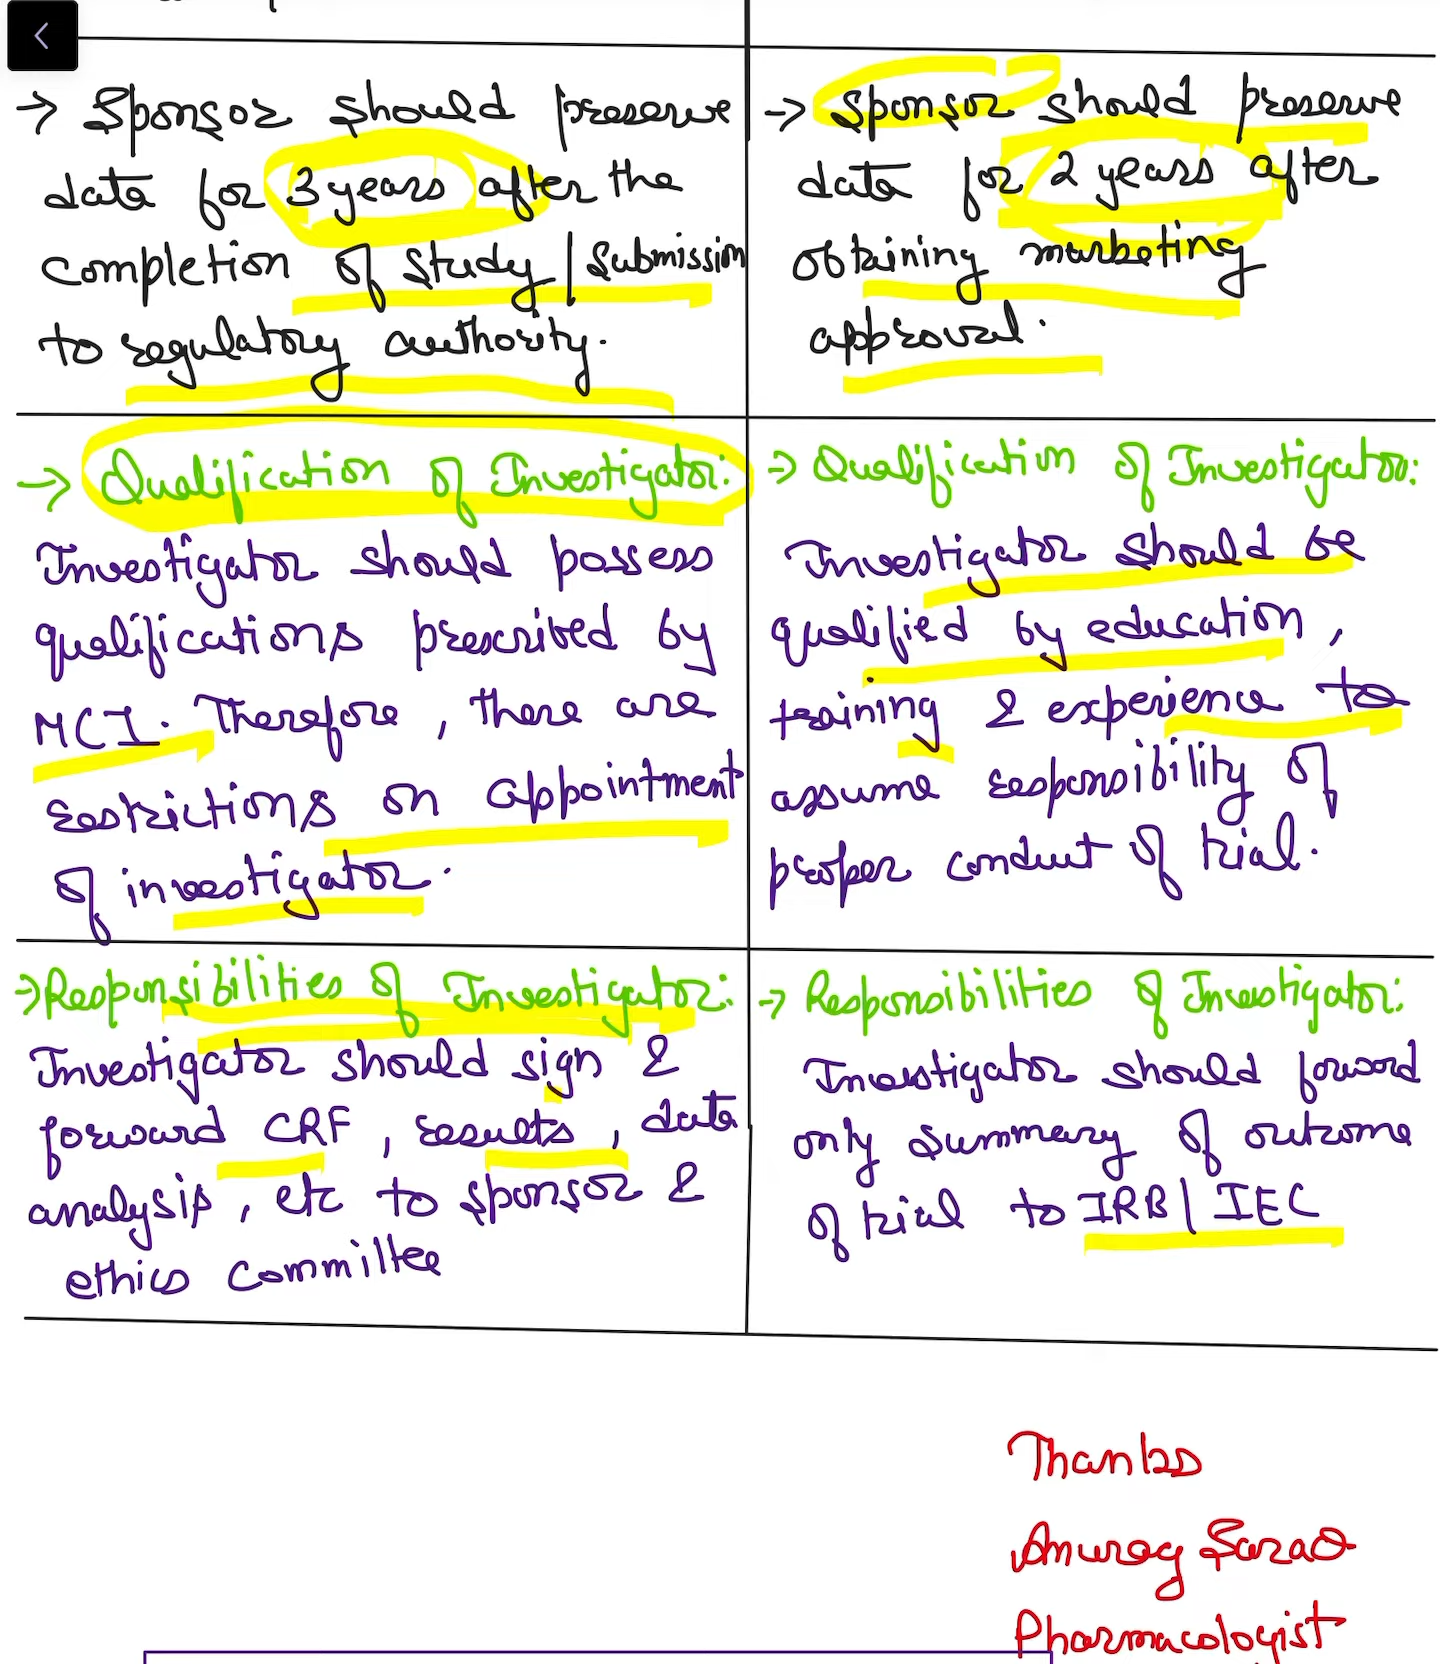 → Sponsor should preserve
data for 3 years after the
completion of study / Submission
to regulatory authority.
→ Sponsor should preserve
data for 2 years after
obtaining marketing
approval.
→ Qualification of Investigator:
Investigator should possess
qualifications prescribed by
MCI. Therefore, there are
restrictions on appointment
of investigator.
→ Qualification of Investigator:
Investigator should be
qualified by education,
training & experience to
assume responsibility of
proper conduct of trial.
→ Responsibilities of Investigator:
Investigator should sign &
forward CRF, results, data
analysis, etc to sponsor &
ethics committee
→ Responsibilities of Investigator:
Investigator should forward
only summary of outcome
of trial to IRB / IEC
Thanks
Anurag
Pharmacologist